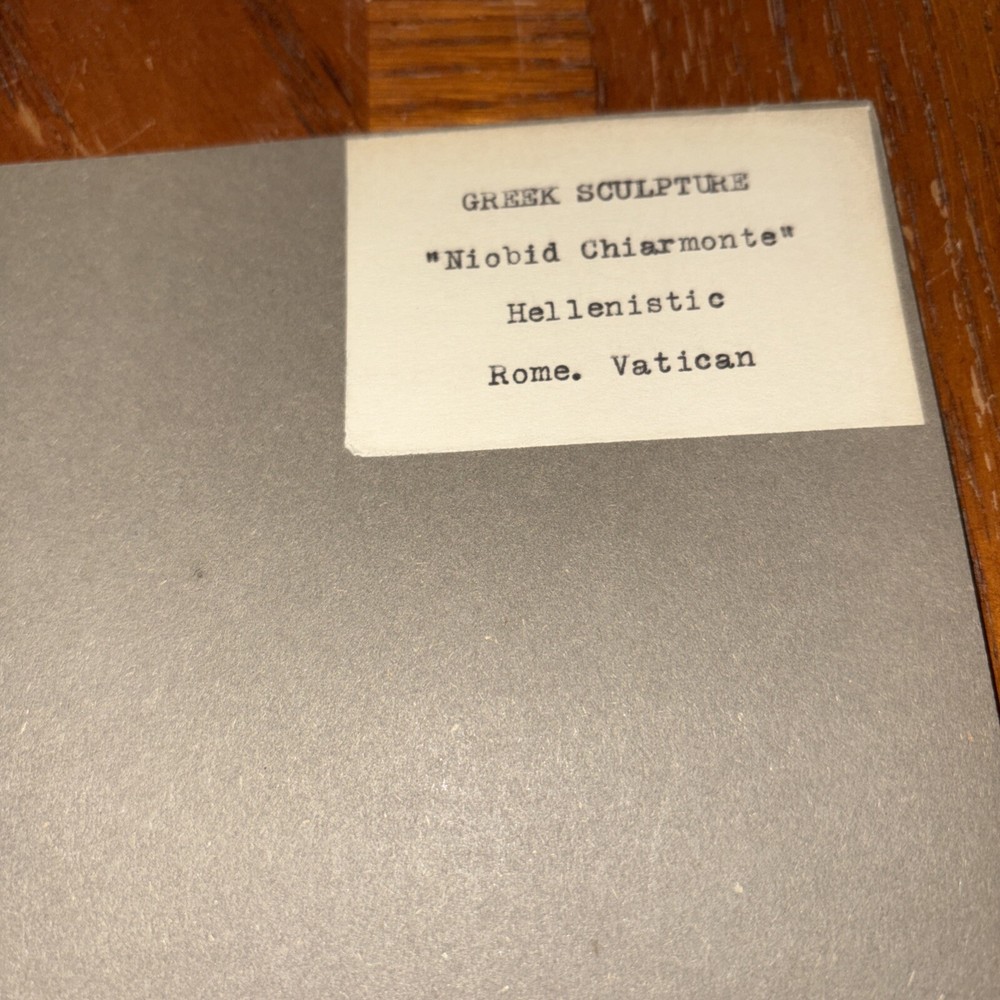 GREEK SCULPTURE
"Niobid Chiarmonte"
Hellenistic
Rome. Vatican